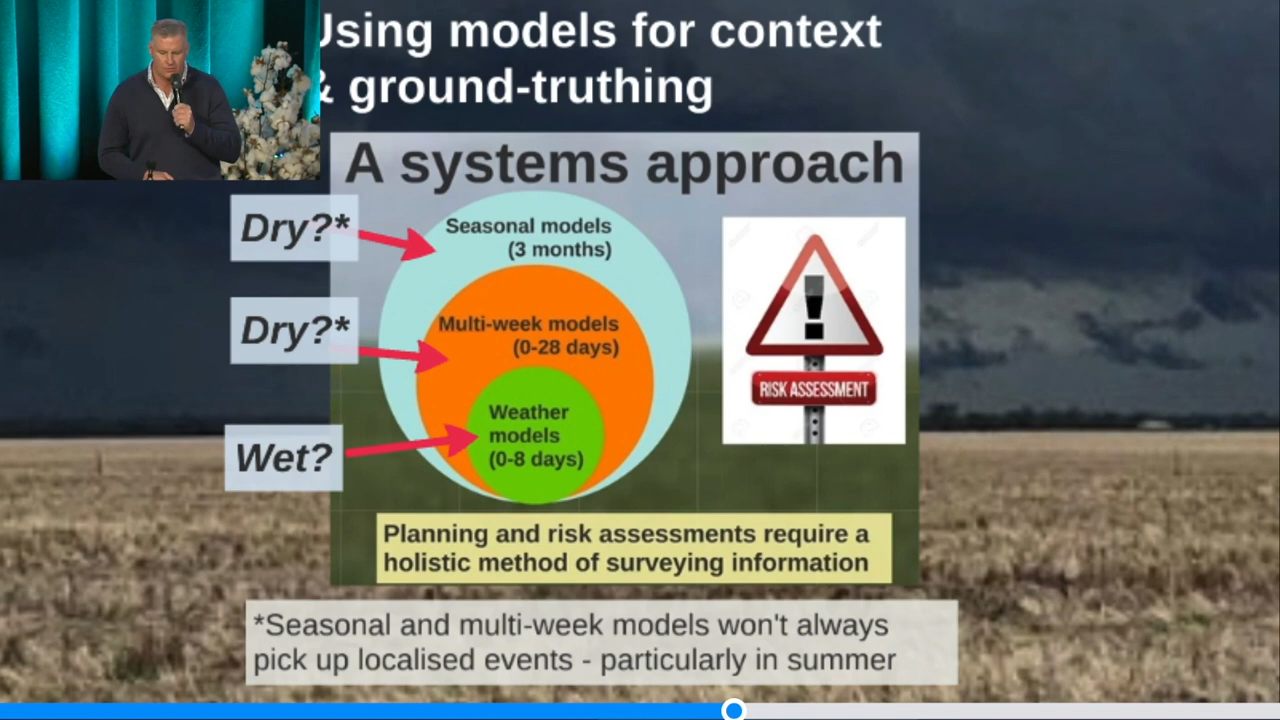 Using models for context
& ground-truthing
A systems approach
Dry?*
Seasonal models
(3 months)
Dry?*
Multi-week models
(0-28 days)
Wet?
Weather
models
(0-8 days)
!
RISK ASSESSMENT
Planning and risk assessments require a
holistic method of surveying information
*Seasonal and multi-week models won't always
pick up localised events - particularly in summer